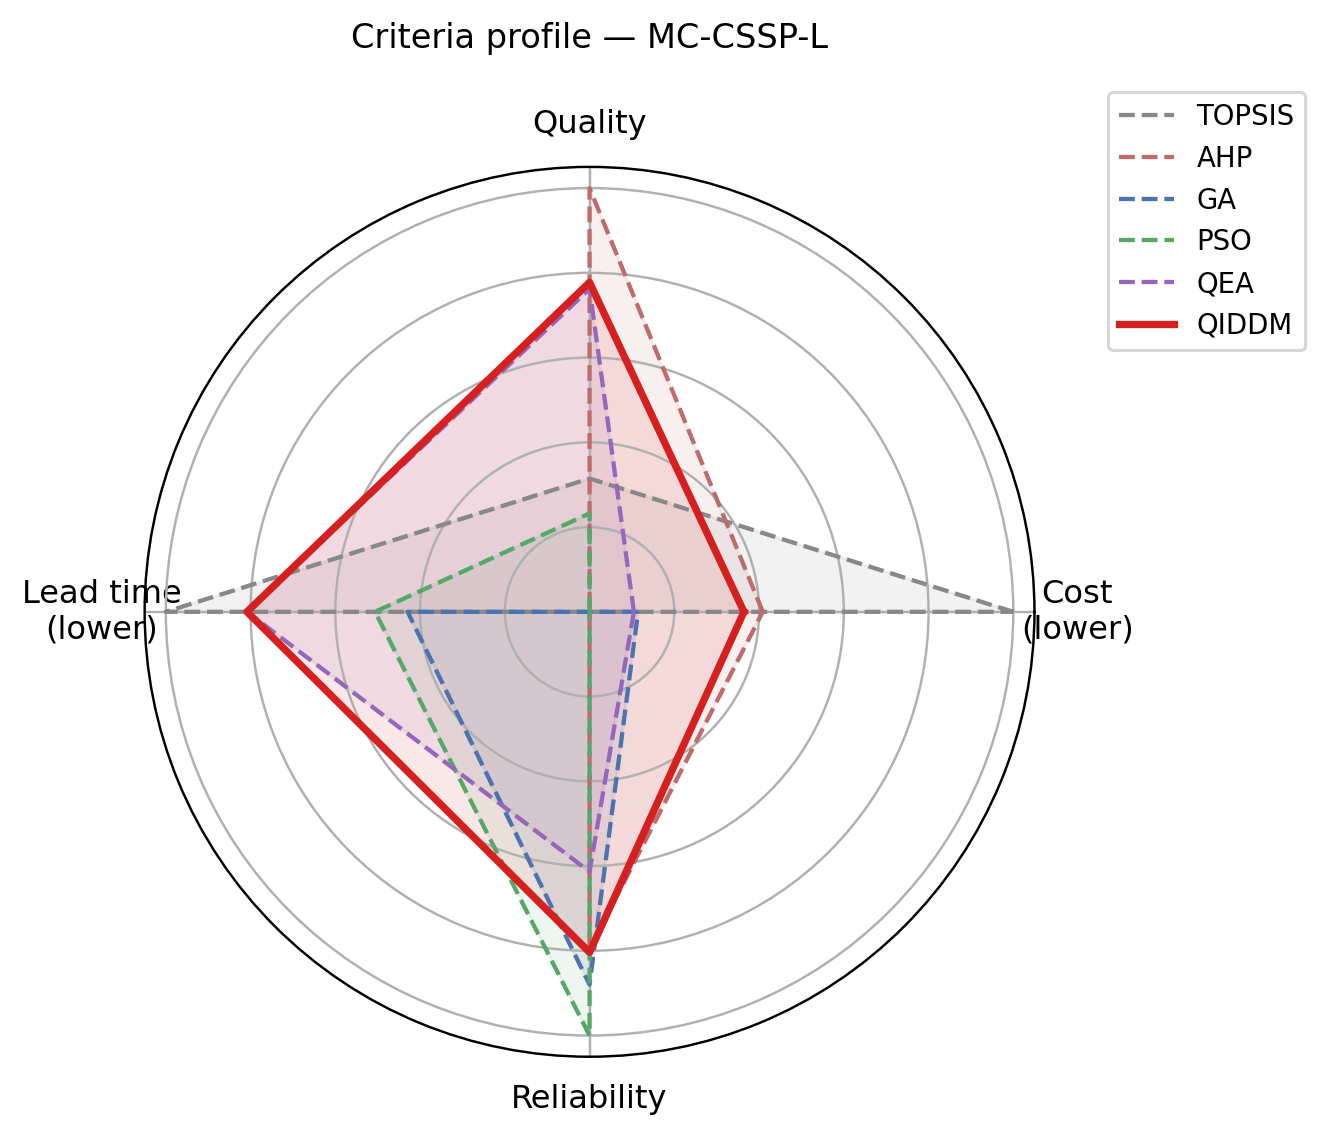 Criteria profile — MC-CSSP-L
Quality
TOPSIS
AHP
GA
PSO
QEA
QIDDM
Lead time
(lower)
Cost
(lower)
Reliability